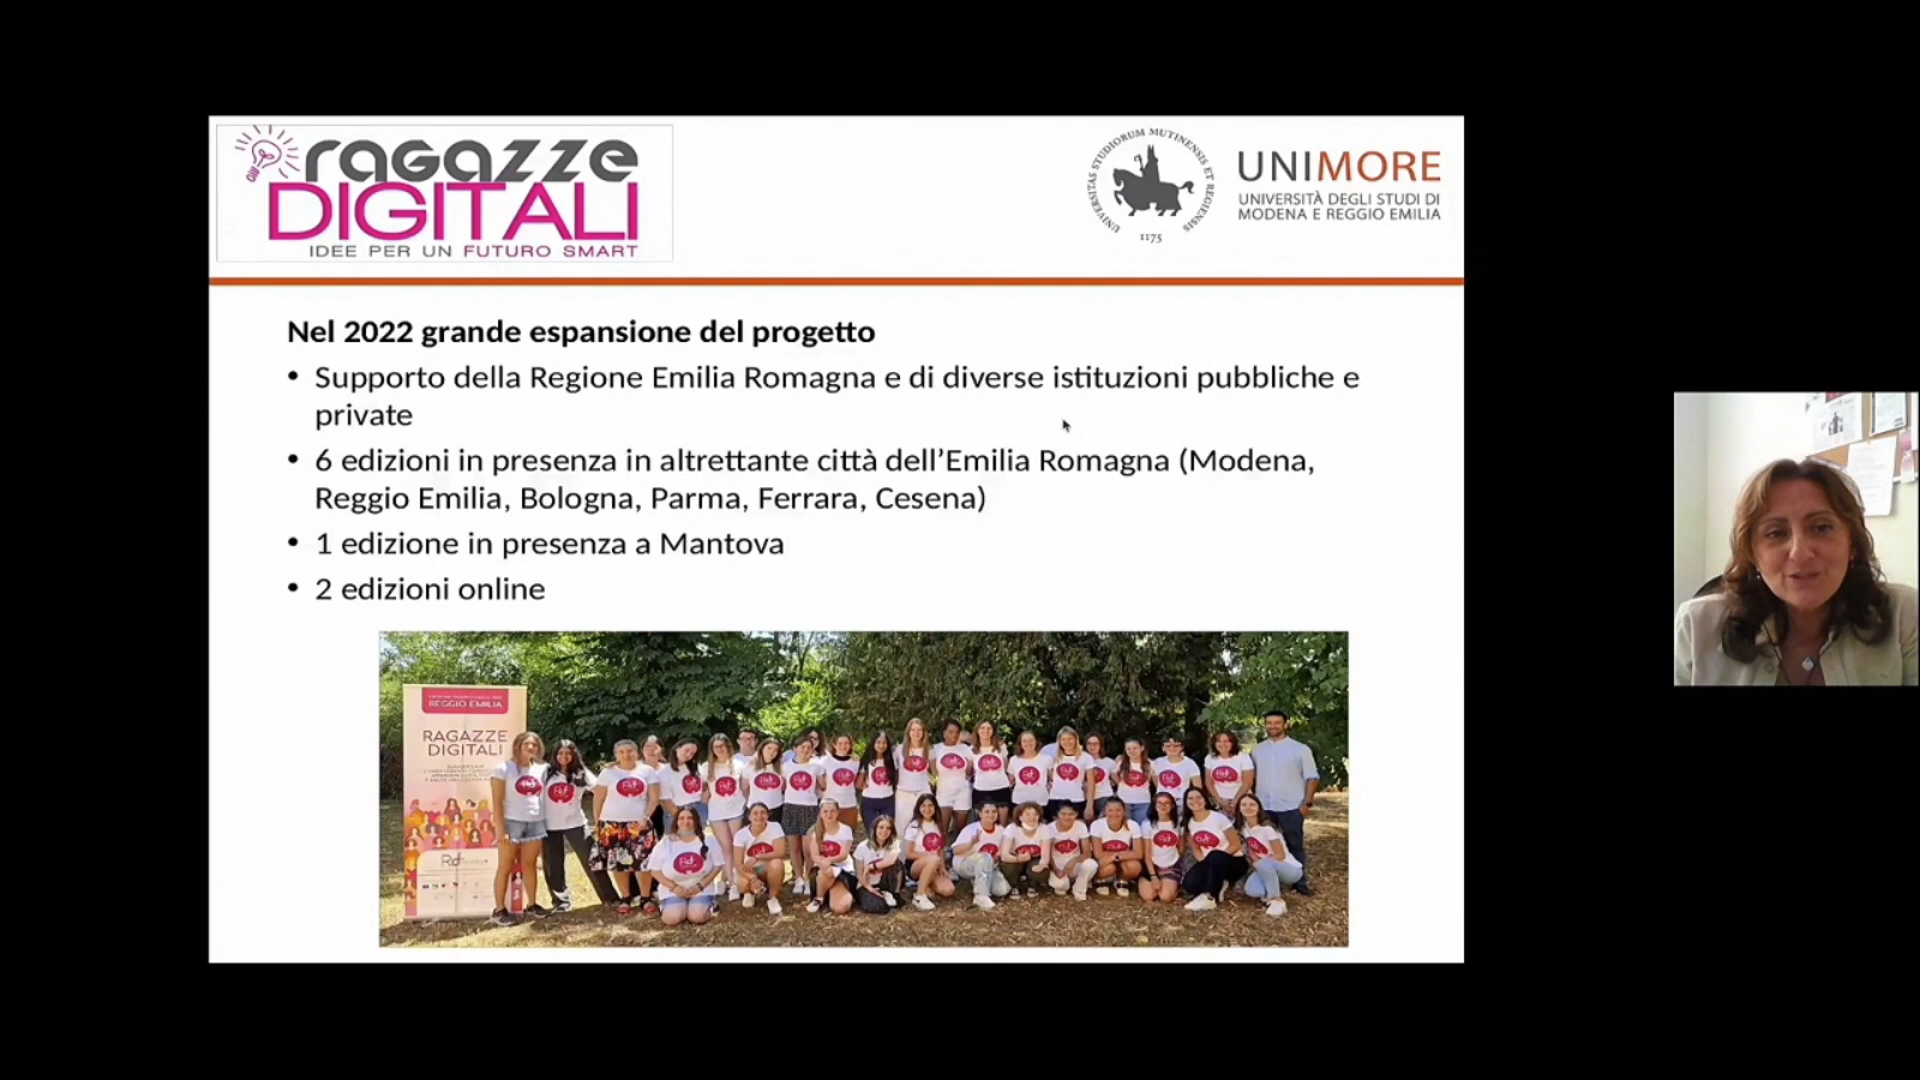 ragazze
DIGITALI
IDEE PER UN FUTURO SMART
UNIVERSITAS STUDIORUM MUTINENSIS ET REGIENSIS
1175
UNIMORE
UNIVERSITÀ DEGLI STUDI DI
MODENA E REGGIO EMILIA
Nel 2022 grande espansione del progetto
• Supporto della Regione Emilia Romagna e di diverse istituzioni pubbliche e
private
• 6 edizioni in presenza in altrettante città dell’Emilia Romagna (Modena,
Reggio Emilia, Bologna, Parma, Ferrara, Cesena)
• 1 edizione in presenza a Mantova
• 2 edizioni online
REGGIO EMILIA
RAGAZZE
DIGITALI